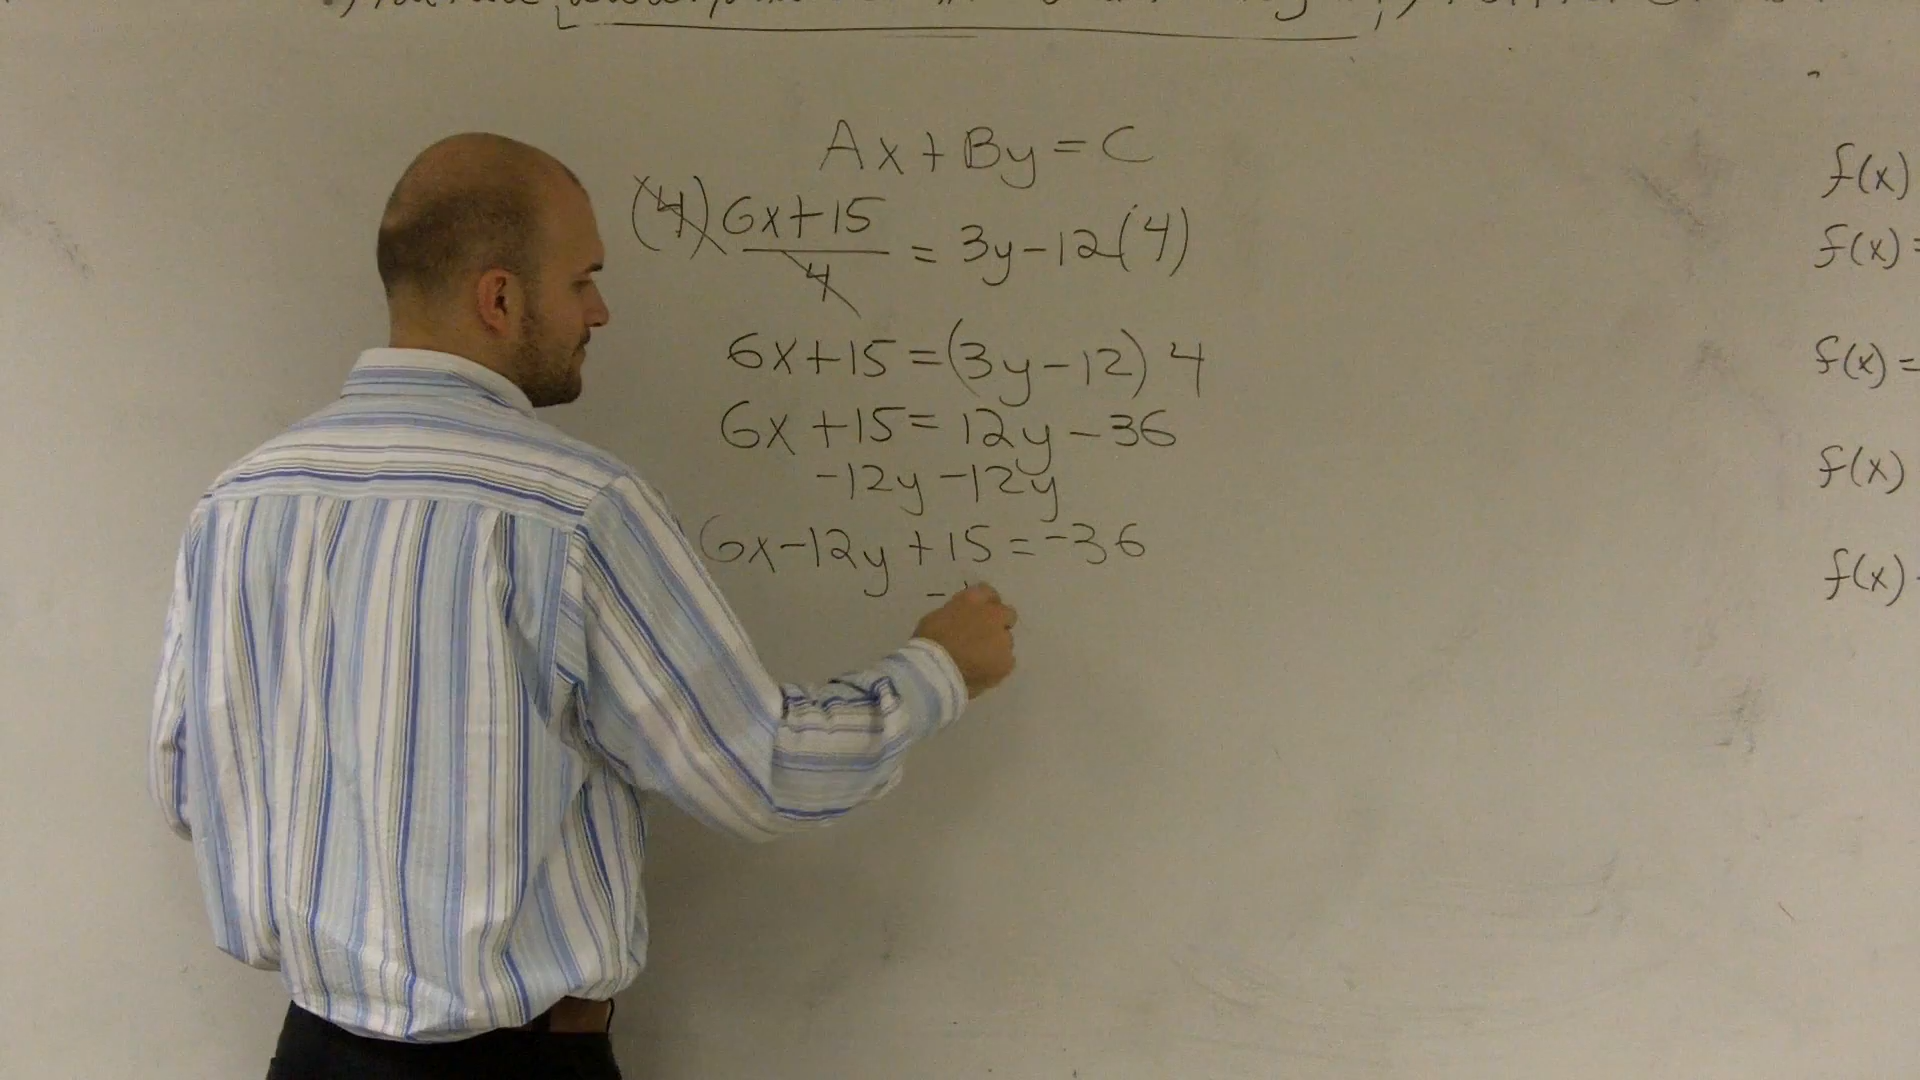 Ax+By=C
(4) 6x+15 / 4 = 3y-12(4)
6x+15=(3y-12)4
6x+15=12y-36
-12y -12y
6x-12y+15=-36
-
f(x)
f(x)=
f(x)=
f(x)
f(x)